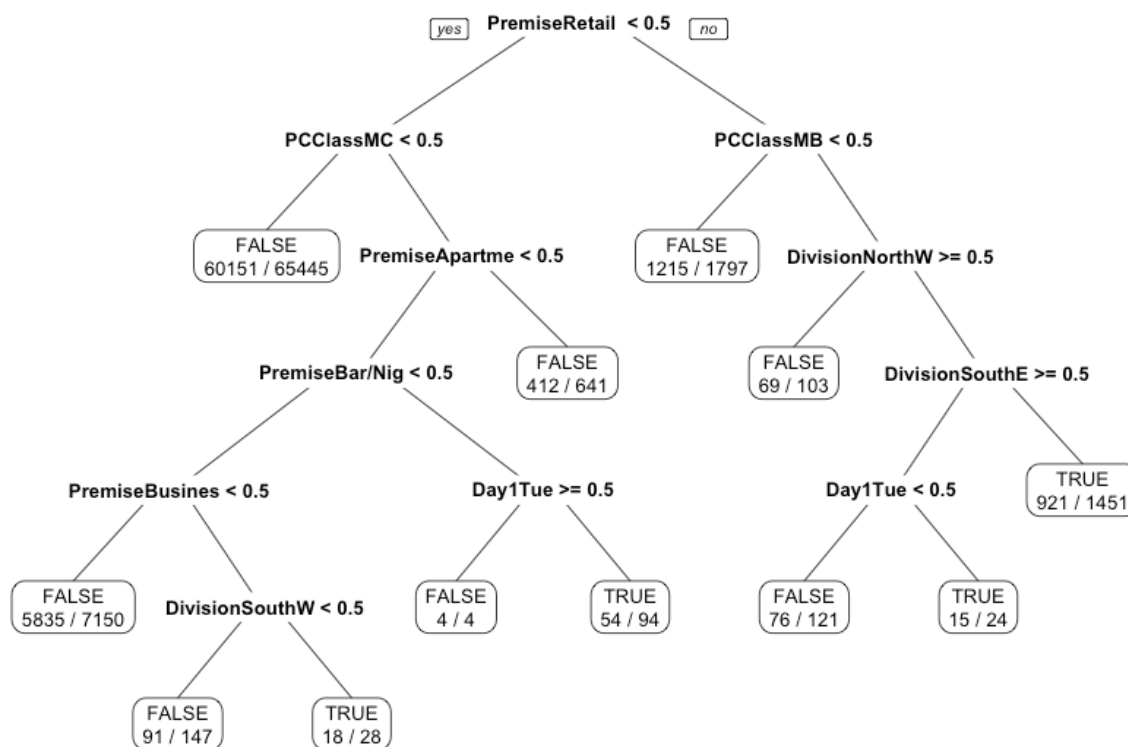 yes PremiseRetail < 0.5 no
PCClassMC < 0.5 PCClassMB < 0.5
FALSE
60151 / 65445
PremiseApartme < 0.5
FALSE
1215 / 1797
DivisionNorthW >= 0.5
PremiseBar/Nig < 0.5
FALSE
412 / 641
FALSE
69 / 103
DivisionSouthE >= 0.5
PremiseBusines < 0.5
Day1Tue >= 0.5
Day1Tue < 0.5
TRUE
921 / 1451
FALSE
5835 / 7150
DivisionSouthW < 0.5
FALSE
4 / 4
TRUE
54 / 94
FALSE
76 / 121
TRUE
15 / 24
FALSE
91 / 147
TRUE
18 / 28